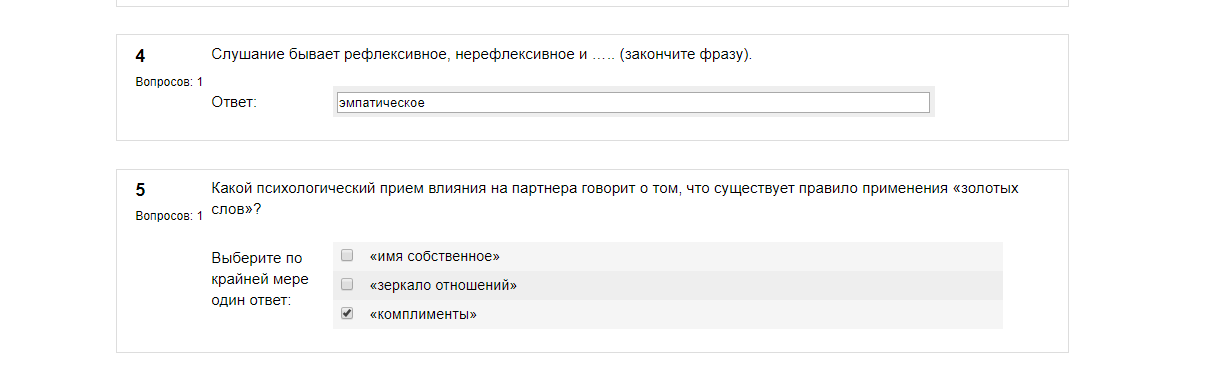 4
Слушание бывает рефлексивное, нерефлексивное и ….. (закончите фразу).
Вопросов: 1
Ответ:
эмпатическое
5
Какой психологический прием влияния на партнера говорит о том, что существует правило применения «золотых
слов»?
Вопросов: 1
Выберите по
крайней мере
один ответ:
«имя собственное»
«зеркало отношений»
«комплименты»